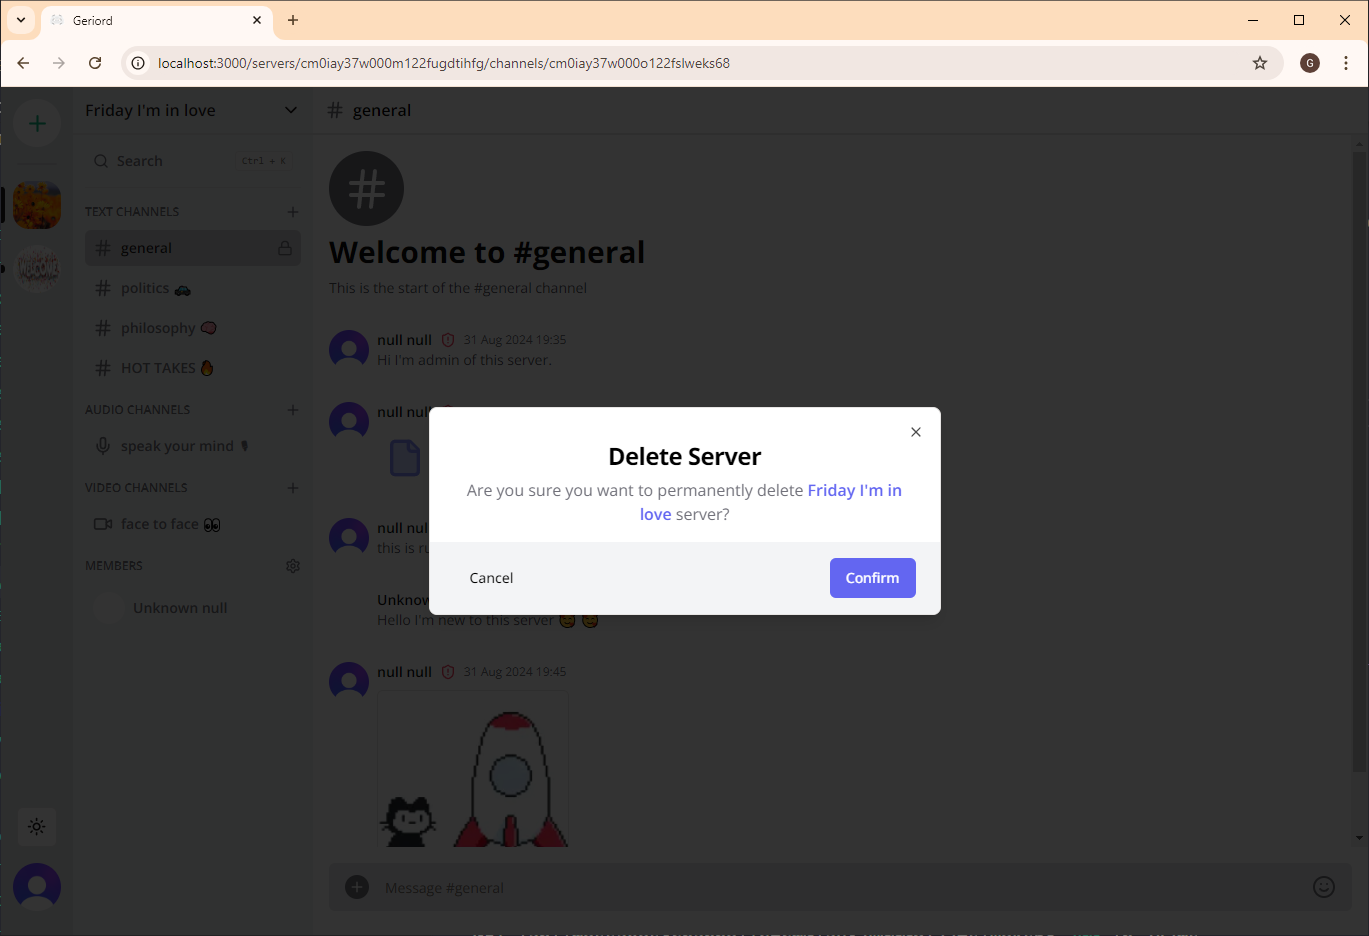 Geriord
localhost:3000/servers/cm0iay37w000m122fugdtihfg/channels/cm0iay37w000o122fslweks68
G
Friday I'm in love
# general
Search
Ctrl + K
TEXT CHANNELS
# general
# politics
# philosophy
# HOT TAKES
AUDIO CHANNELS
speak your mind
VIDEO CHANNELS
face to face
MEMBERS
Unknown null
WELCOME
#
Welcome to #general
This is the start of the #general channel
null null 31 Aug 2024 19:35
Hi I'm admin of this server.
null null
null null
this is
Hello I'm new to this server
null null 31 Aug 2024 19:45
Message #general
Delete Server
Are you sure you want to permanently delete Friday I'm in
love server?
Cancel
Confirm